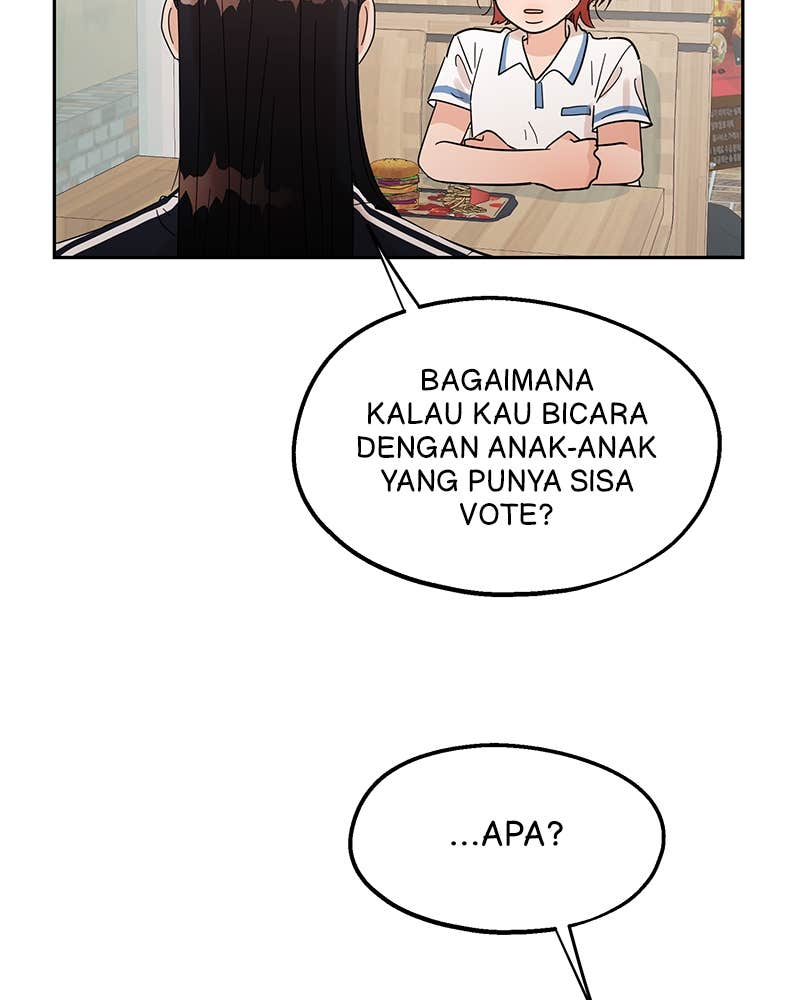 BAGAIMANA
KALAU KAU BICARA
DENGAN ANAK-ANAK
YANG PUNYA SISA
VOTE?
...APA?